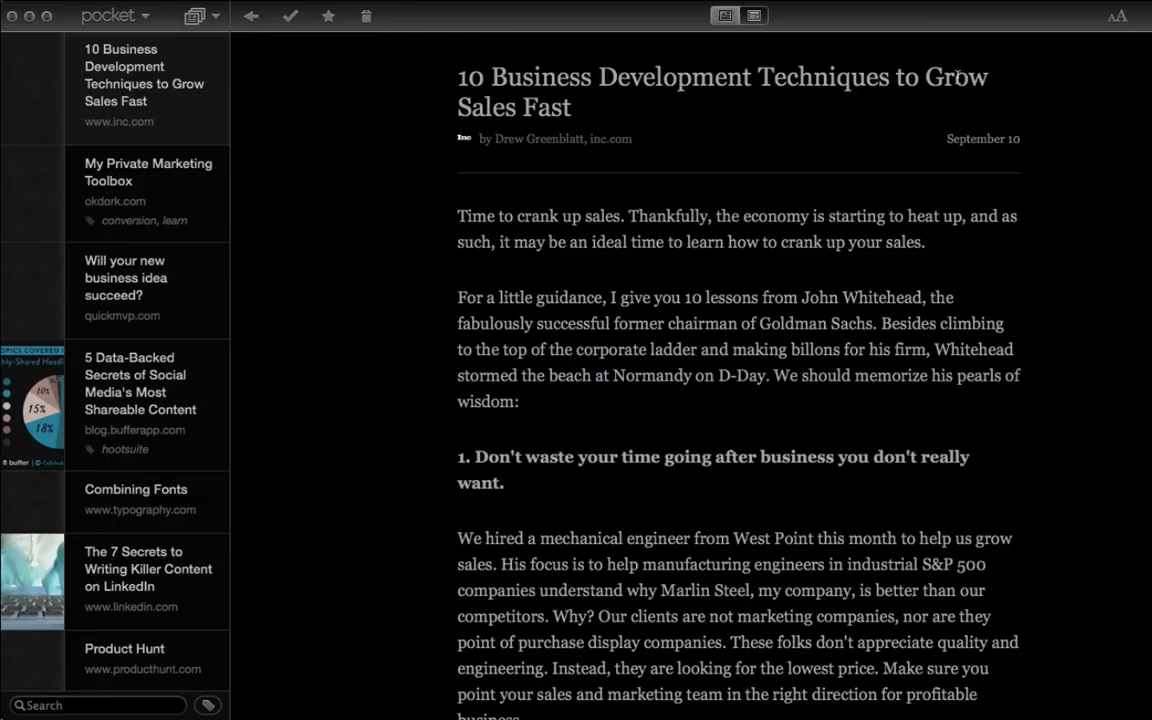 pocket
AA
10 Business
Development
Techniques to Grow
Sales Fast
www.inc.com
My Private Marketing
Toolbox
okdork.com
conversion, learn
Will your new
business idea
succeed?
quickmvp.com
5 Data-Backed
Secrets of Social
Media's Most
Shareable Content
blog.bufferapp.com
hootsuite
10%
15%
18%
buffer
Combining Fonts
www.typography.com
The 7 Secrets to
Writing Killer Content
on LinkedIn
www.linkedin.com
Product Hunt
www.producthunt.com
Search
10 Business Development Techniques to Grow
Sales Fast
Inc by Drew Greenblatt, inc.com
September 10
Time to crank up sales. Thankfully, the economy is starting to heat up, and as
such, it may be an ideal time to learn how to crank up your sales.
For a little guidance, I give you 10 lessons from John Whitehead, the
fabulously successful former chairman of Goldman Sachs. Besides climbing
to the top of the corporate ladder and making billons for his firm, Whitehead
stormed the beach at Normandy on D-Day. We should memorize his pearls of
wisdom:
1. Don't waste your time going after business you don't really
want.
We hired a mechanical engineer from West Point this month to help us grow
sales. His focus is to help manufacturing engineers in industrial S&P 500
companies understand why Marlin Steel, my company, is better than our
competitors. Why? Our clients are not marketing companies, nor are they
point of purchase display companies. These folks don't appreciate quality and
engineering. Instead, they are looking for the lowest price. Make sure you
point your sales and marketing team in the right direction for profitable
business.